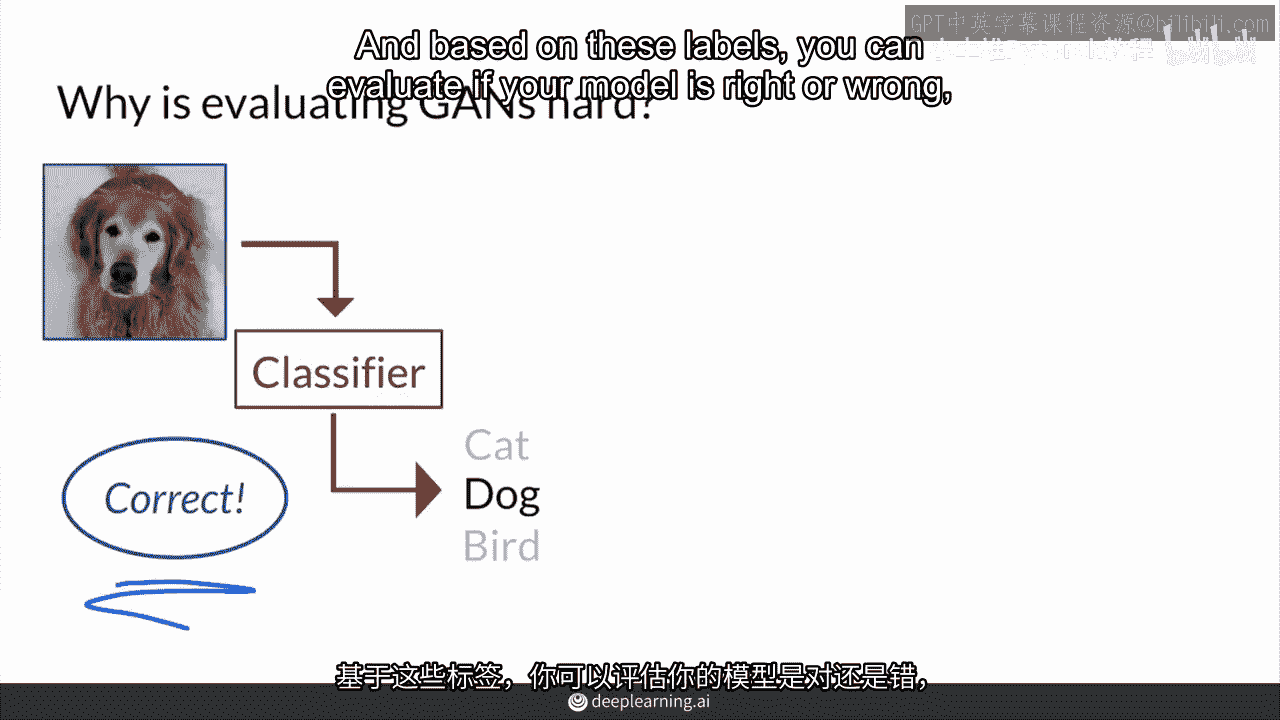 GPT中英字幕课程资源@bilibili.com
And based on these labels, you can
evaluate if your model is right or wrong,
Why is evaluating GANs hard?
Classifier
Cat
Correct!
Dog
Bird
基于这些标签，你可以评估你的模型是对还是错，
deeplearning.ai